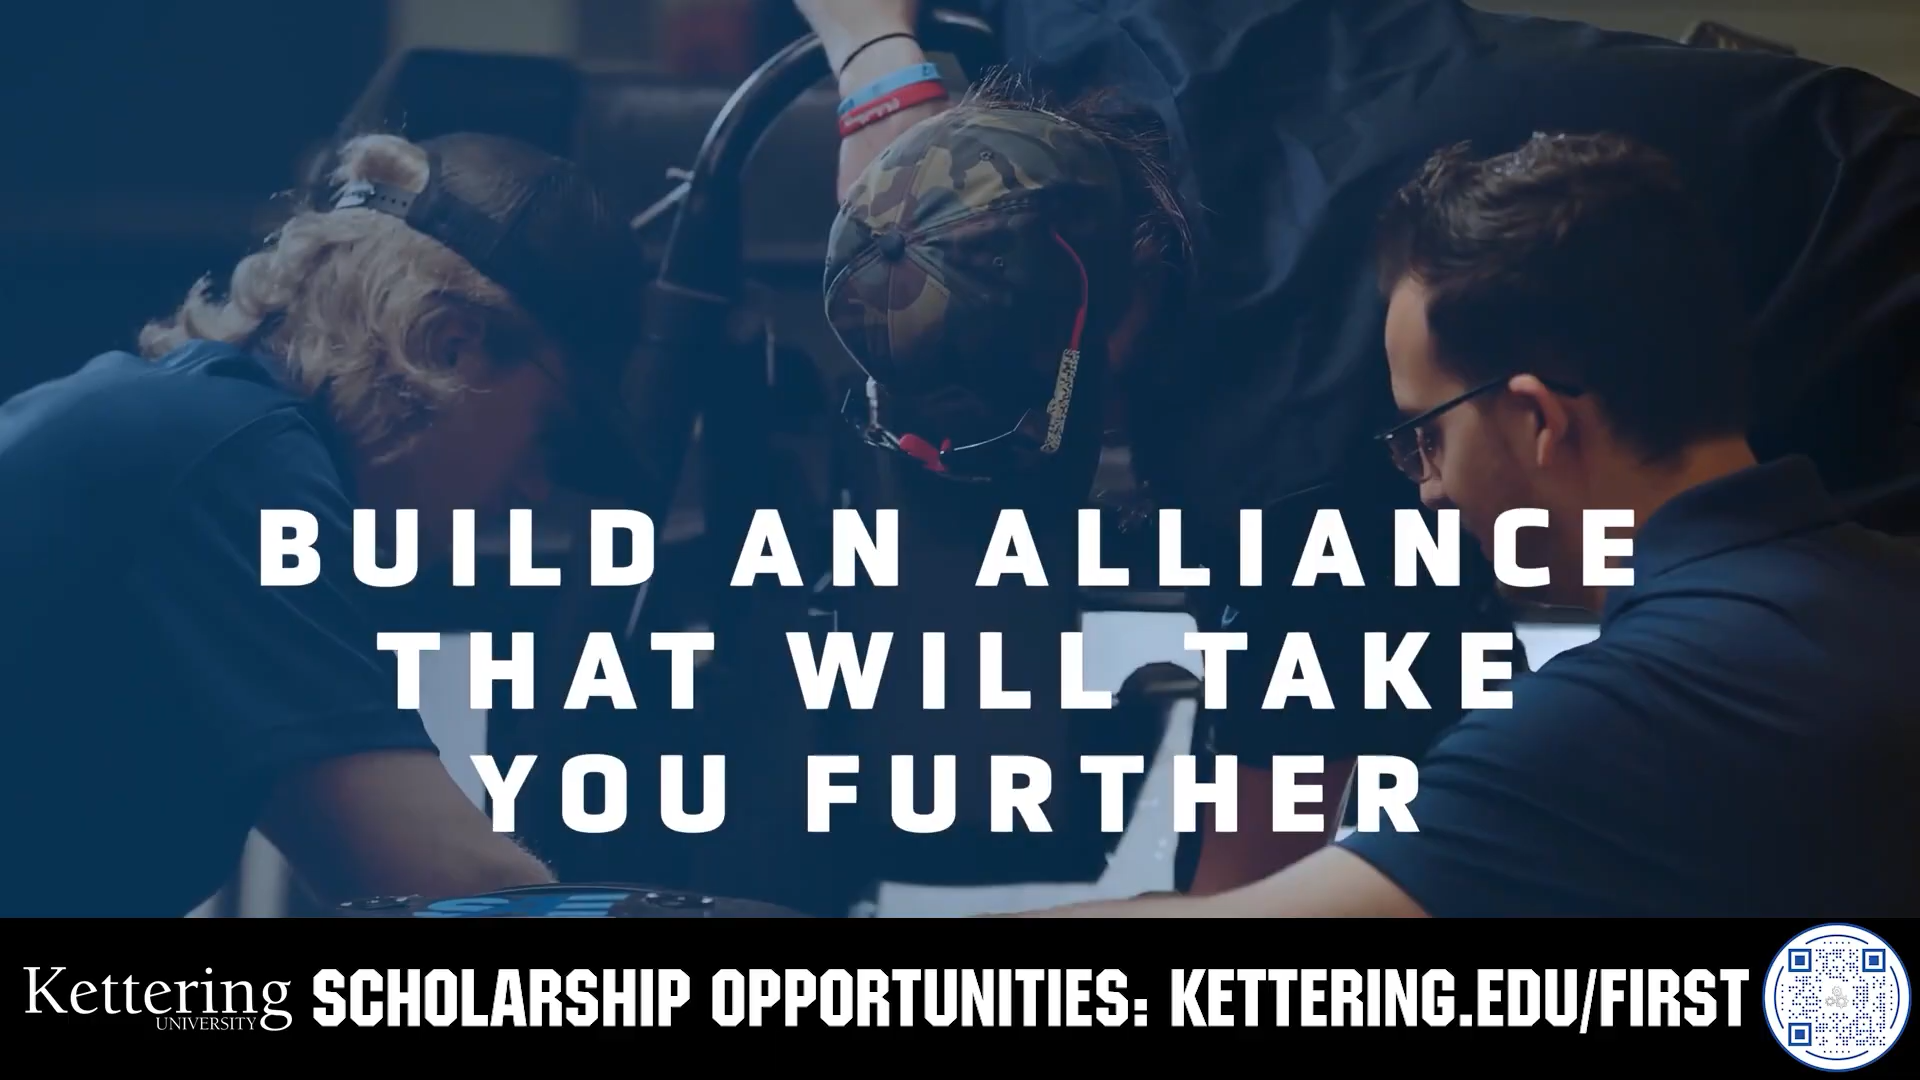 BUILD AN ALLIANCE
THAT WILL TAKE
YOU FURTHER
Kettering
UNIVERSITY
SCHOLARSHIP OPPORTUNITIES: KETTERING.EDU/FIRST